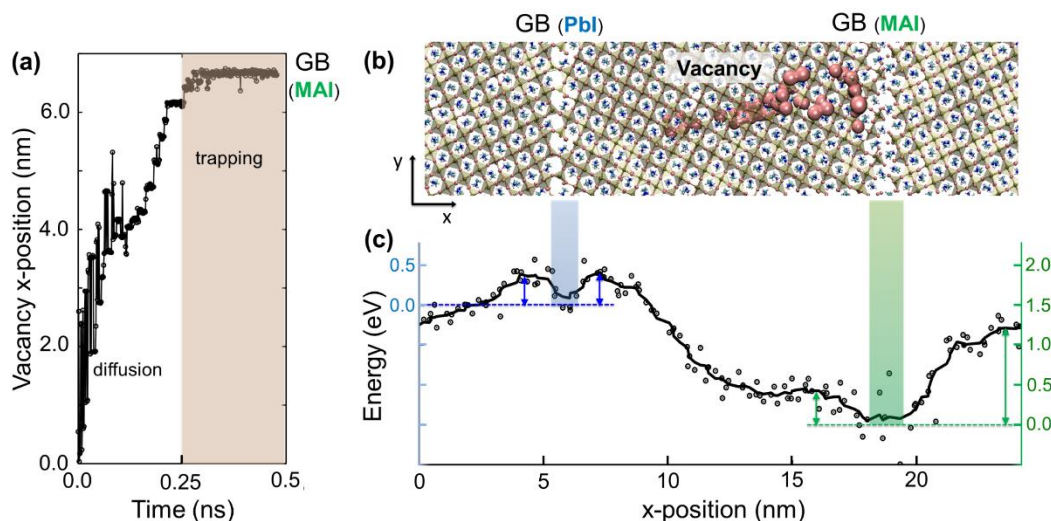 (a)
Vacancy x-position (nm)
6.0
4.0
2.0
0.0
diffusion
trapping
GB
(MAI)
0.0
0.25
0.5
Time (ns)
GB (PbI)
GB (MAI)
(b)
Vacancy
y
x
(c)
Energy (eV)
0.5
0.0
2.0
1.5
1.0
0.5
0.0
0
5
10
15
20
x-position (nm)